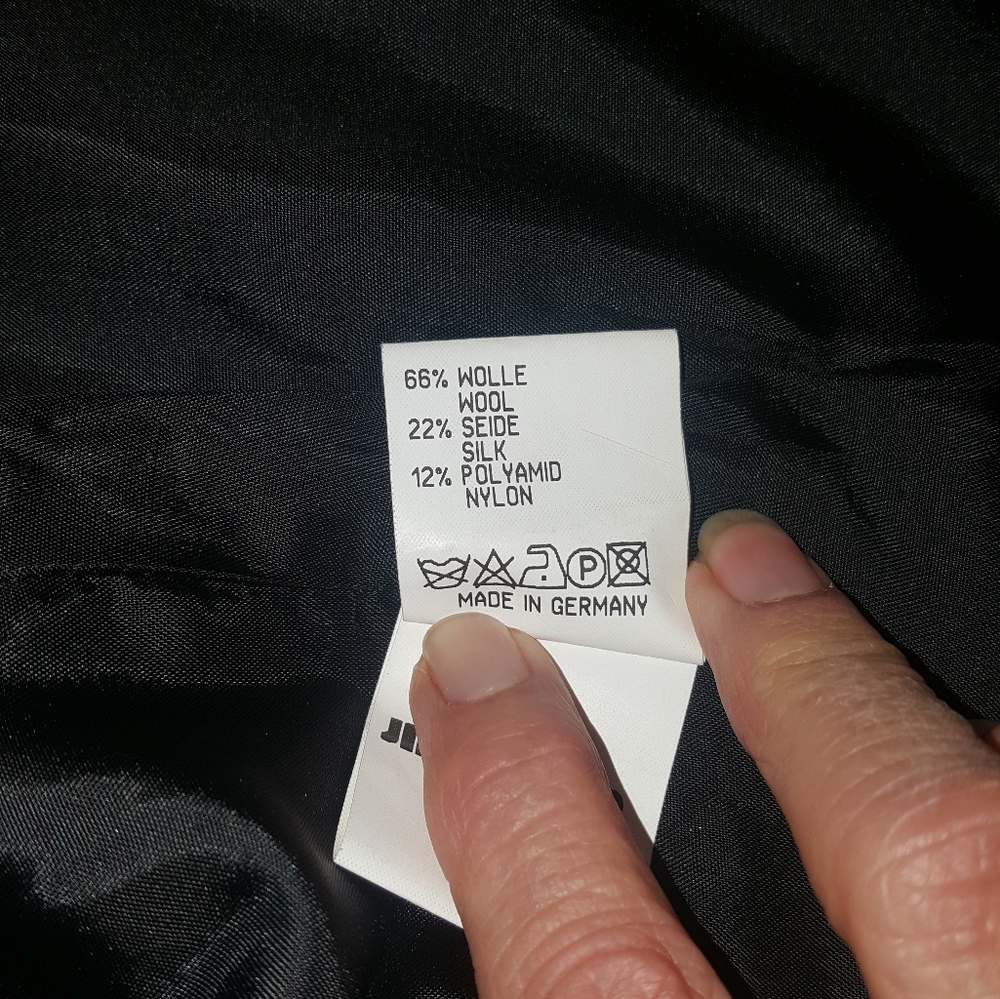 66% WOLLE
WOOL
22% SEIDE
SILK
12% POLYAMID
NYLON
P
MADE IN GERMANY